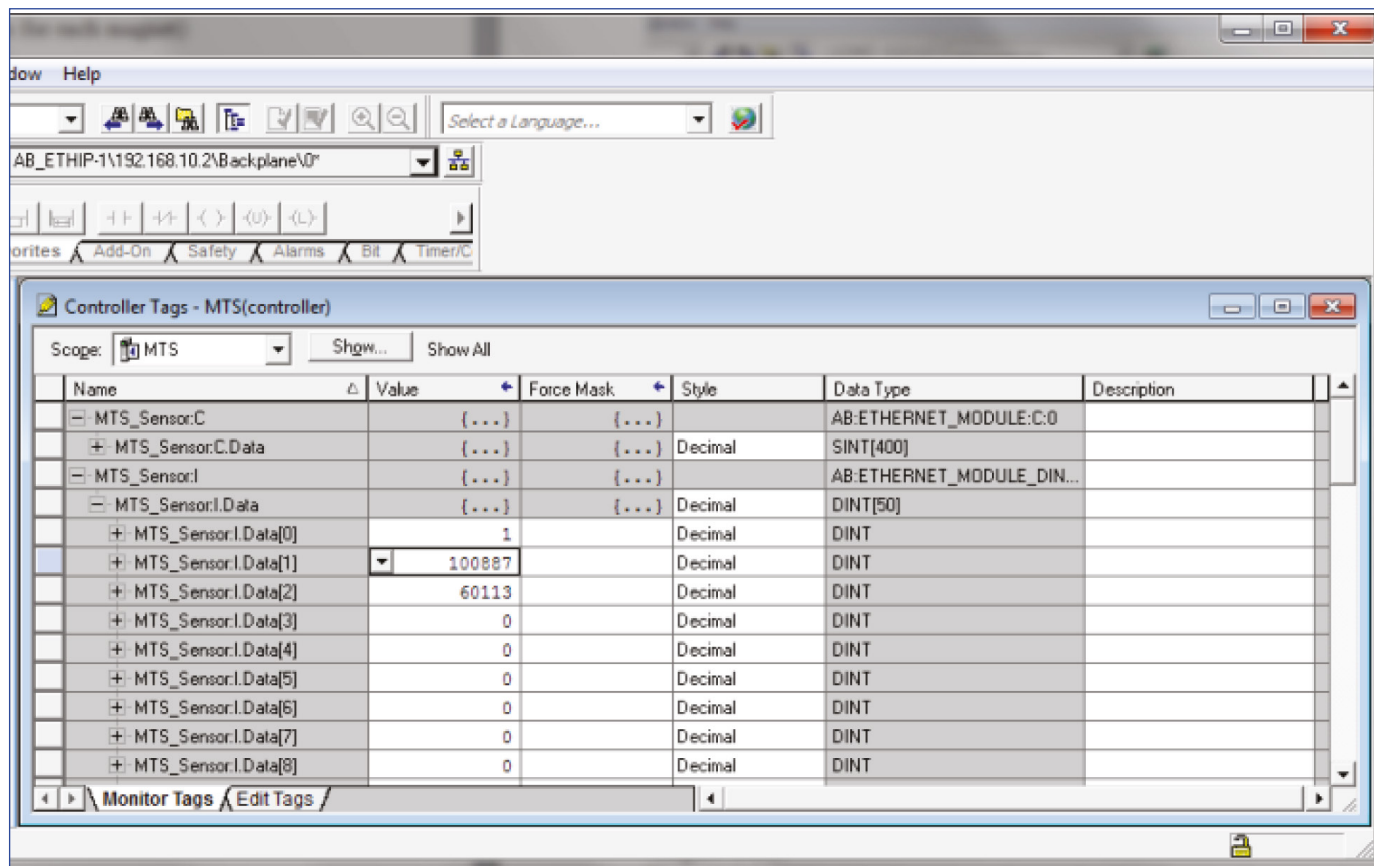 for each magnet)
dow Help
Select a Language...
AB_ETHIP-1\192.168.10.2\Backplane\0*
(U) (L)
orites Add-On Safety Alarms Bit Timer/C
Controller Tags - MTS(controller)
Scope: MTS Show... Show All
Name Value Force Mask Style Data Type Description
MTS_Sensor:C {...} {...} AB:ETHERNET_MODULE:C:0
MTS_Sensor:C.Data {...} {...} Decimal SINT[400]
MTS_Sensor:I {...} {...} AB:ETHERNET_MODULE_DIN...
MTS_Sensor:I.Data {...} {...} Decimal DINT[50]
MTS_Sensor:I.Data[0] 1 Decimal DINT
MTS_Sensor:I.Data[1] 100887 Decimal DINT
MTS_Sensor:I.Data[2] 60113 Decimal DINT
MTS_Sensor:I.Data[3] 0 Decimal DINT
MTS_Sensor:I.Data[4] 0 Decimal DINT
MTS_Sensor:I.Data[5] 0 Decimal DINT
MTS_Sensor:I.Data[6] 0 Decimal DINT
MTS_Sensor:I.Data[7] 0 Decimal DINT
MTS_Sensor:I.Data[8] 0 Decimal DINT
Monitor Tags Edit Tags